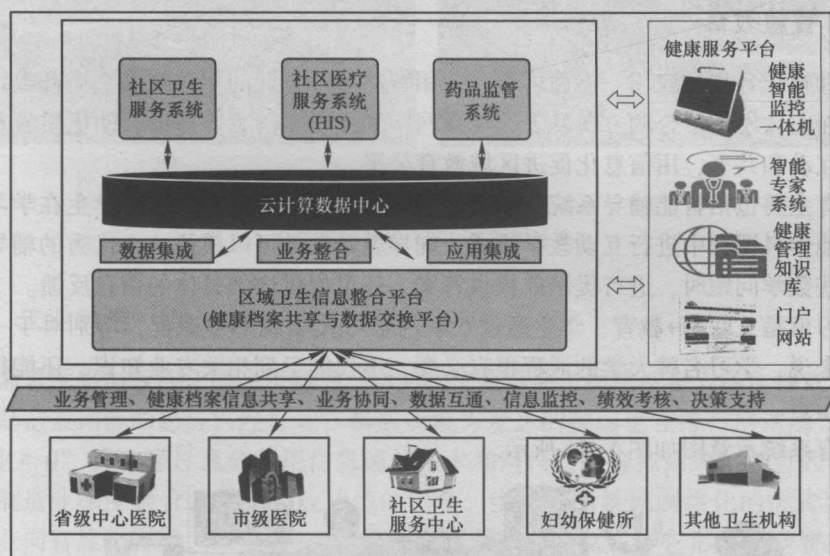 社区卫生
服务系统
社区医疗
服务系统
(HIS)
药品监管
系统
云计算数据中心
数据集成
业务整合
应用集成
区域卫生信息整合平台
(健康档案共享与数据交换平台)
健康服务平台
健康
智能
监控
一体机
智能
专家
系统
健康
管理
知识
库
门户
网站
业务管理、健康档案信息共享、业务协同、数据互通、信息监控、绩效考核、决策支持
省级中心医院
市级医院
社区卫生
服务中心
妇幼保健所
其他卫生机构